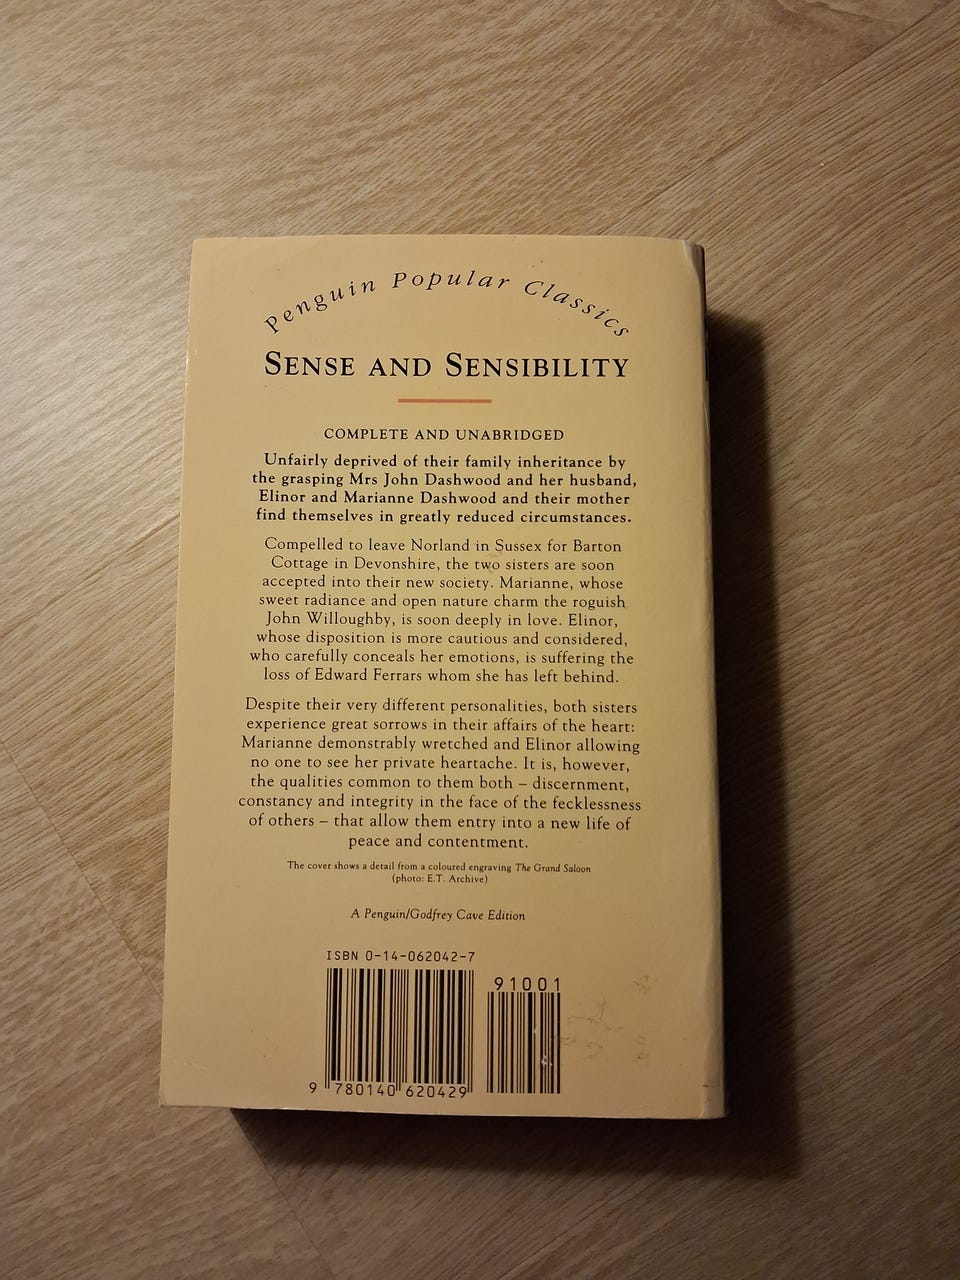 Penguin Popular Classics
SENSE AND SENSIBILITY
COMPLETE AND UNABRIDGED
Unfairly deprived of their family inheritance by
the grasping Mrs John Dashwood and her husband,
Elinor and Marianne Dashwood and their mother
find themselves in greatly reduced circumstances.
Compelled to leave Norland in Sussex for Barton
Cottage in Devonshire, the two sisters are soon
accepted into their new society. Marianne, whose
sweet radiance and open nature charm the roguish
John Willoughby, is soon deeply in love. Elinor,
whose disposition is more cautious and considered,
who carefully conceals her emotions, is suffering the
loss of Edward Ferrars whom she has left behind.
Despite their very different personalities, both sisters
experience great sorrows in their affairs of the heart:
Marianne demonstrably wretched and Elinor allowing
no one to see her private heartache. It is, however,
the qualities common to them both – discernment,
constancy and integrity in the face of the fecklessness
of others – that allow them entry into a new life of
peace and contentment.
The cover shows a detail from a coloured engraving The Grand Saloon
(photo: E.T. Archive)
A Penguin/Godfrey Cave Edition
ISBN 0-14-062042-7
91001
9 780140 620429